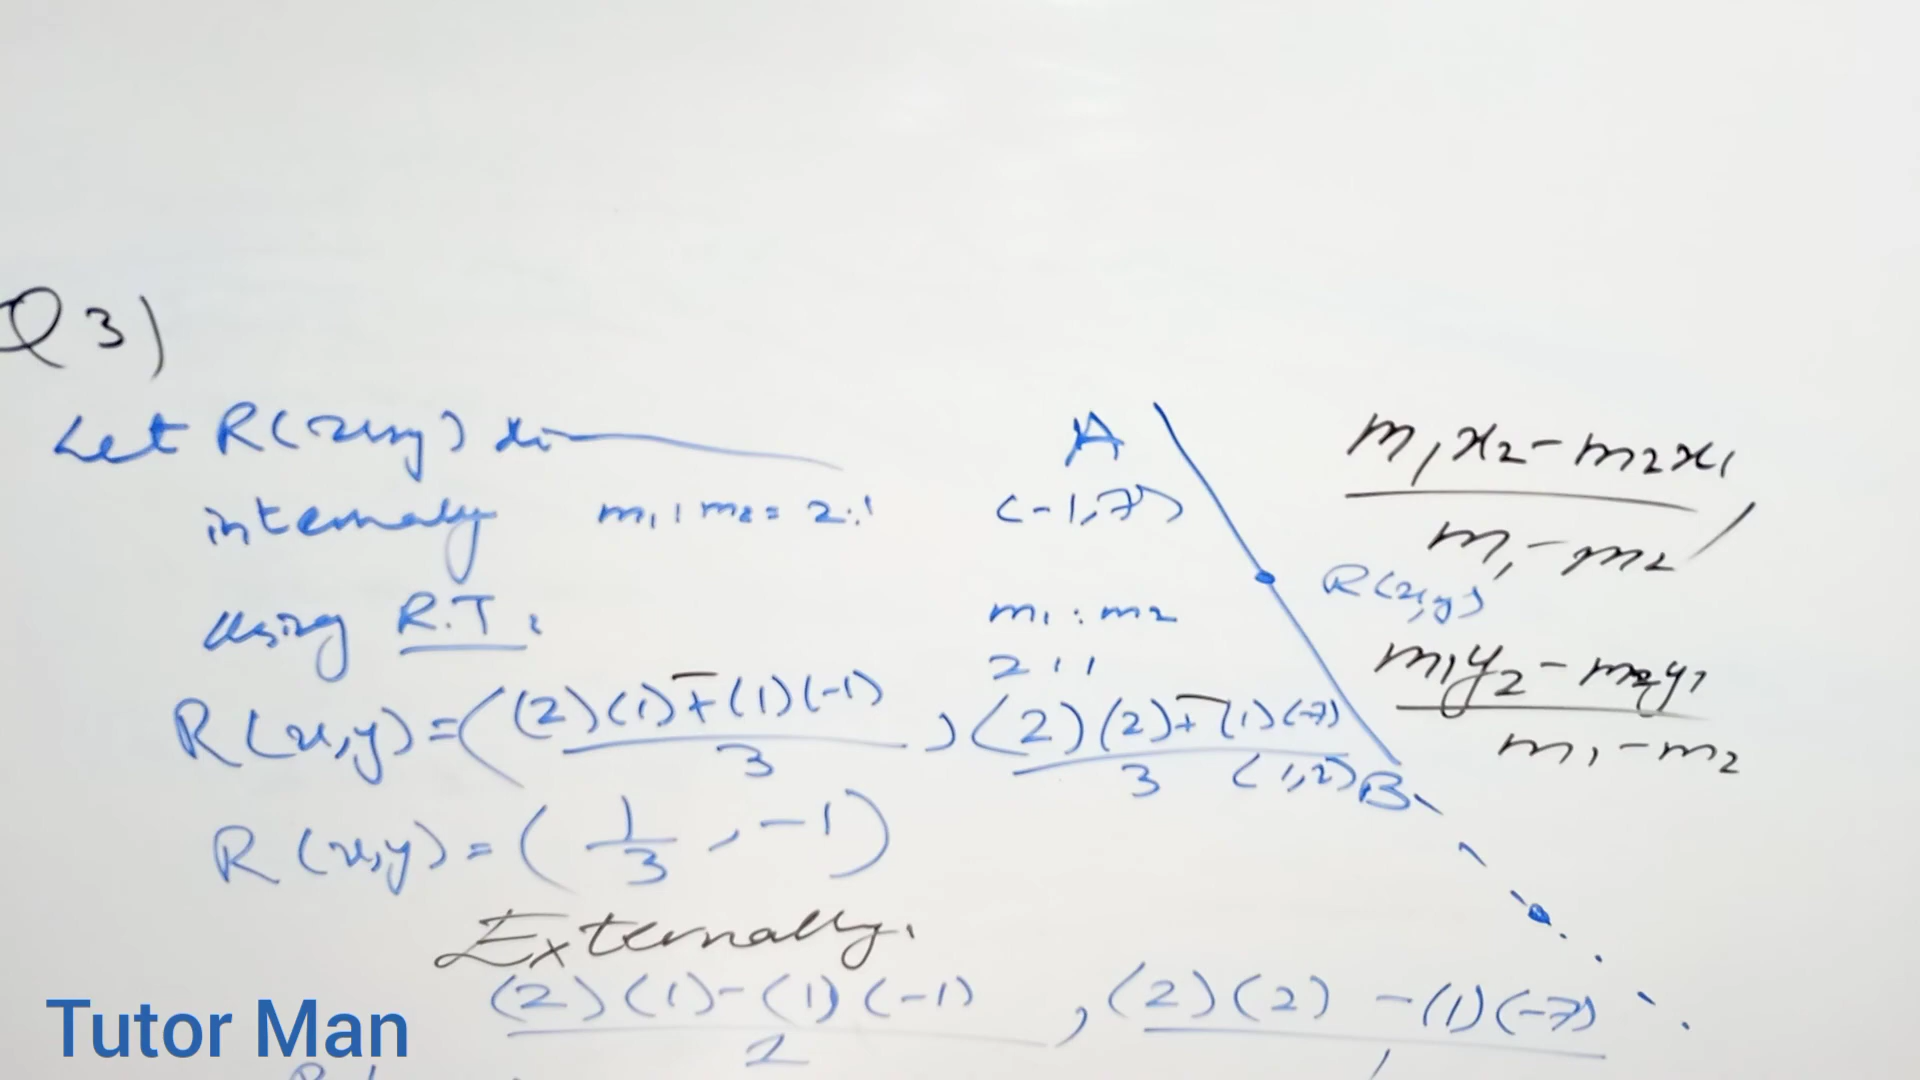 Q3)
Let R(x,y) di
internally m₁:m₂ = 2:1
using R.T.
R(x,y) = ((2)(1)+(1)(-1)
3
, (2)(2)+(1)(-7)
3
R(x,y) = (1/3, -1)
Externally.
(2)(1)-(1)(-1)
, (2)(2) -(1)(-7)
A
(-1,7)
m₁ : m₂
2 : 1
R(x,y)
(1,2) B
m₁x₂ - m₂x₁
m₁ - m₂ ,
m₁y₂ - m₂y₁
m₁ - m₂
Tutor Man